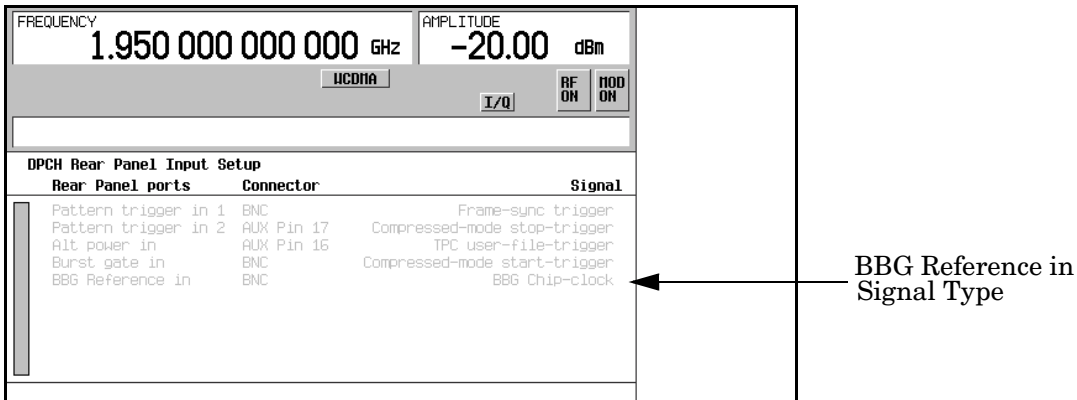 FREQUENCY AMPLITUDE
1.950 000 000 000 GHz -20.00 dBm
WCDMA
I/Q
RF ON MOD ON
DPCH Rear Panel Input Setup
Rear Panel ports Connector Signal
Pattern trigger in 1 BNC Frame-sync trigger
Pattern trigger in 2 AUX Pin 17 Compressed-mode stop-trigger
Alt power in AUX Pin 16 TPC user-file-trigger
Burst gate in BNC Compressed-mode start-trigger
BBG Reference in BNC BBG Chip-clock
BBG Reference in
Signal Type